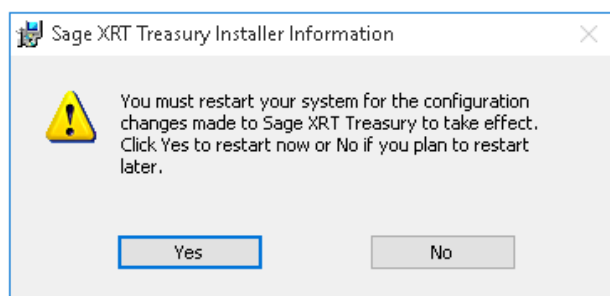 Sage XRT Treasury Installer Information
You must restart your system for the configuration
changes made to Sage XRT Treasury to take effect.
Click Yes to restart now or No if you plan to restart
later.
Yes
No